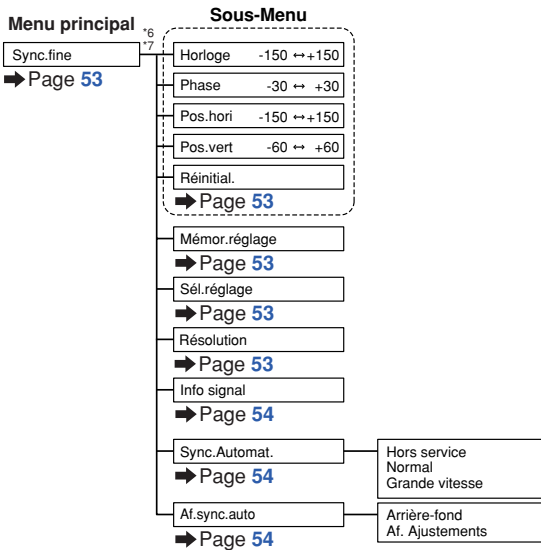 Menu principal
Sous-Menu
*6
*7
Sync.fine
➡ Page 53
Horloge -150 ↔ +150
Phase -30 ↔ +30
Pos.hori -150 ↔ +150
Pos.vert -60 ↔ +60
Réinitial.
➡ Page 53
Mémor.réglage
➡ Page 53
Sél.réglage
➡ Page 53
Résolution
➡ Page 53
Info signal
➡ Page 54
Sync.Automat.
➡ Page 54
Hors service
Normal
Grande vitesse
Af.sync.auto
➡ Page 54
Arrière-fond
Af. Ajustements